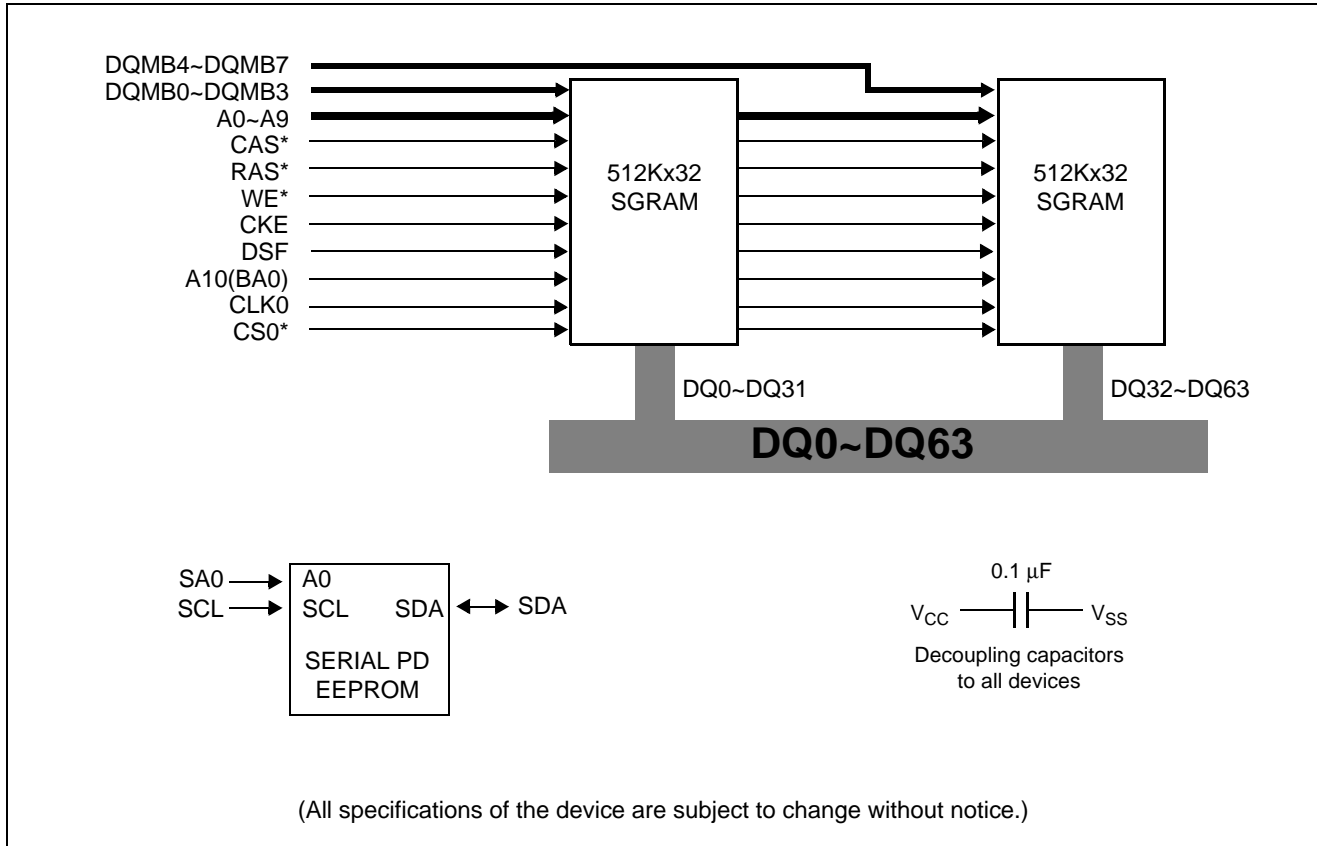 DQMB4~DQMB7
DQMB0~DQMB3
A0~A9
CAS*
RAS*
WE*
CKE
DSF
A10(BA0)
CLK0
CS0*
512Kx32
SGRAM
512Kx32
SGRAM
DQ0~DQ31
DQ32~DQ63
DQ0~DQ63
SA0
SCL
A0
SCL SDA
SERIAL PD
EEPROM
SDA
0.1 μF
VCC
VSS
Decoupling capacitors
to all devices
(All specifications of the device are subject to change without notice.)